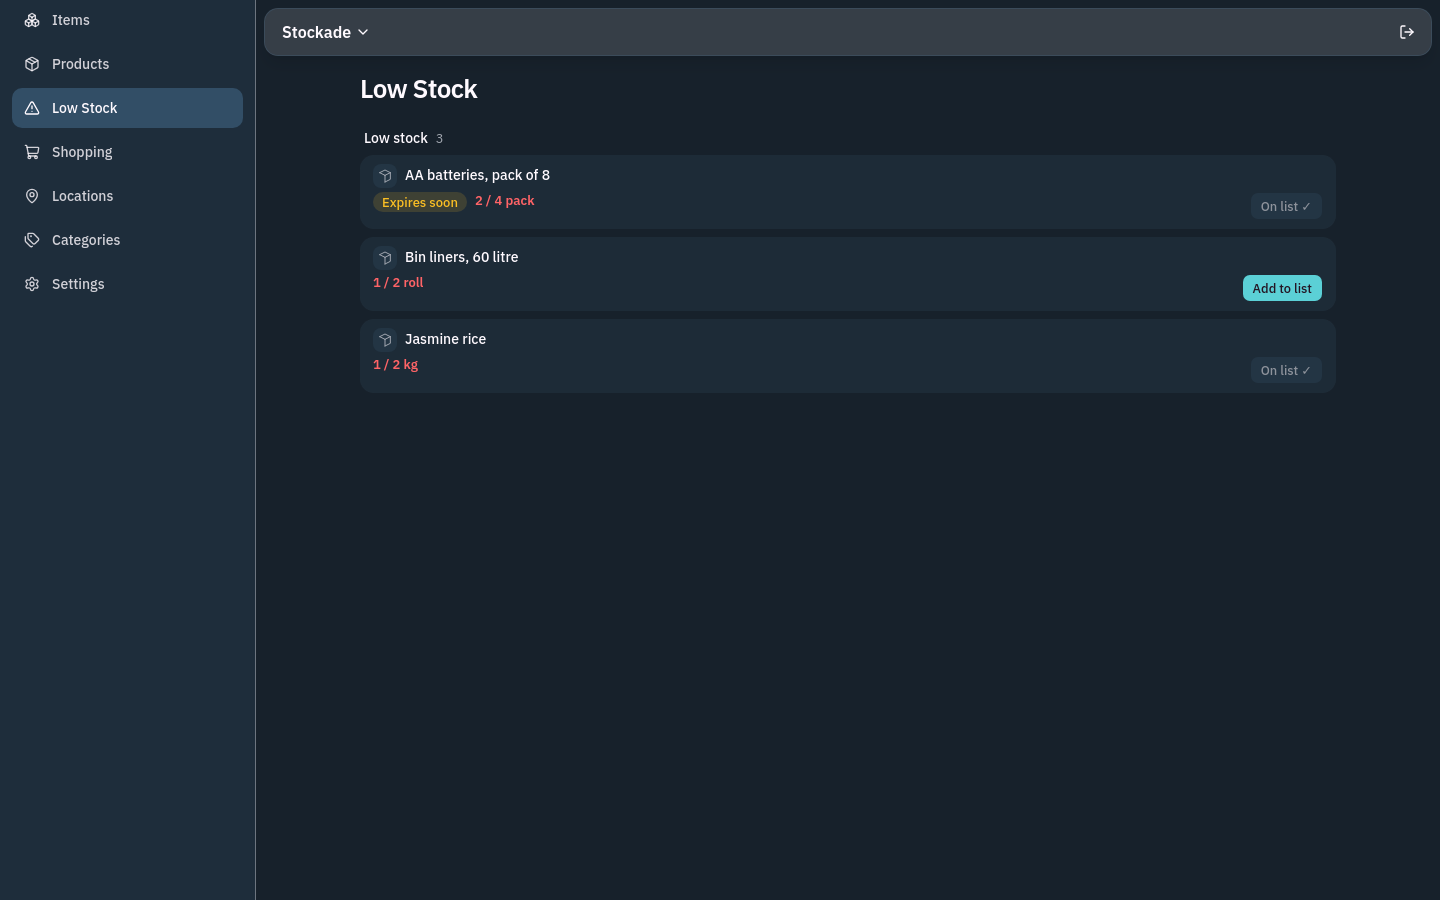 Items
Products
Low Stock
Shopping
Locations
Categories
Settings
Stockade
Low Stock
Low stock 3
AA batteries, pack of 8
Expires soon 2 / 4 pack
On list ✓
Bin liners, 60 litre
1 / 2 roll
Add to list
Jasmine rice
1 / 2 kg
On list ✓